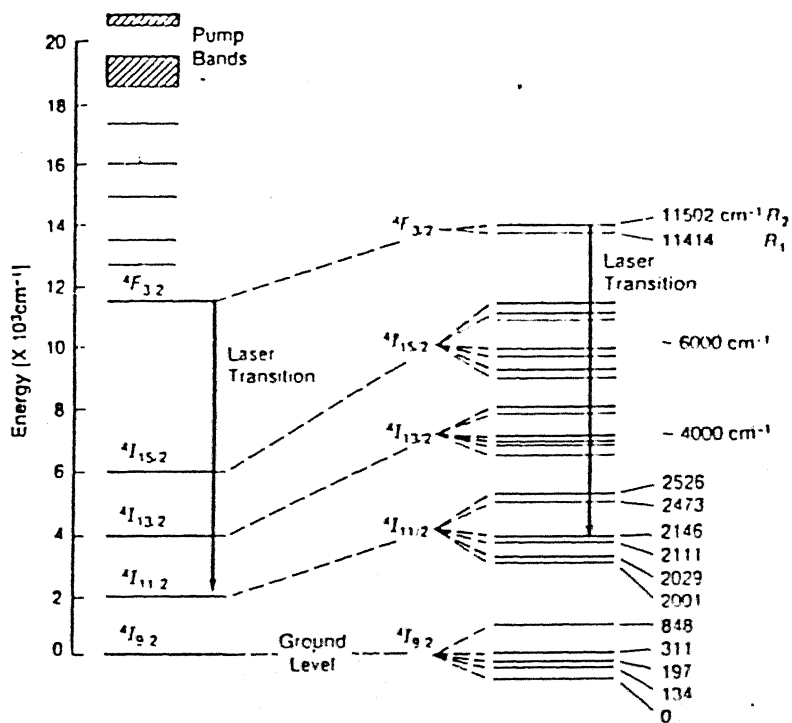 Pump
Bands
20
18
16
14
12
10
8
6
4
2
0
Energy (X 10³cm⁻¹)
⁴F3/2
Laser
Transition
⁴I15/2
⁴I13/2
⁴I11/2
⁴I9/2
Ground
Level
⁴F3/2
11502 cm⁻¹ R₂
11414 R₁
Laser
Transition
⁴I15/2
~ 6000 cm⁻¹
⁴I13/2
~ 4000 cm⁻¹
⁴I11/2
2526
2473
2146
2111
2029
2001
⁴I9/2
848
311
197
134
0